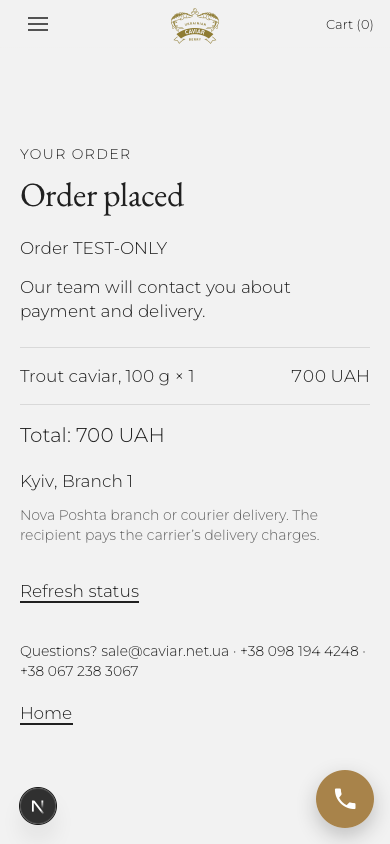 CAVIAR
Cart (0)
YOUR ORDER
Order placed
Order TEST-ONLY
Our team will contact you about
payment and delivery.
Trout caviar, 100 g × 1 700 UAH
Total: 700 UAH
Kyiv, Branch 1
Nova Poshta branch or courier delivery. The
recipient pays the carrier’s delivery charges.
Refresh status
Questions? sale@caviar.net.ua · +38 098 194 4248 ·
+38 067 238 3067
Home
N